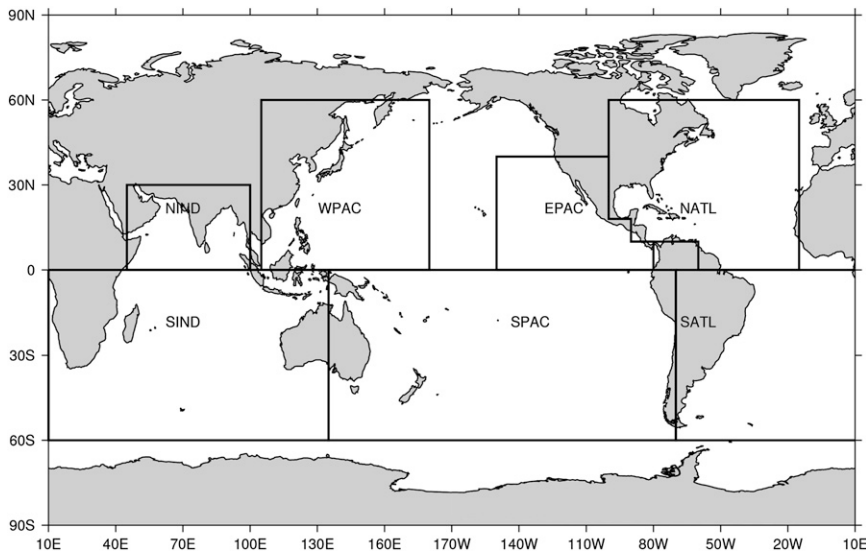 90N
60N
30N
NIND WPAC EPAC NATL
0
SIND SPAC SATL
30S
60S
90S
10E 40E 70E 100E 130E 160E 170W 140W 110W 80W 50W 20W 10E